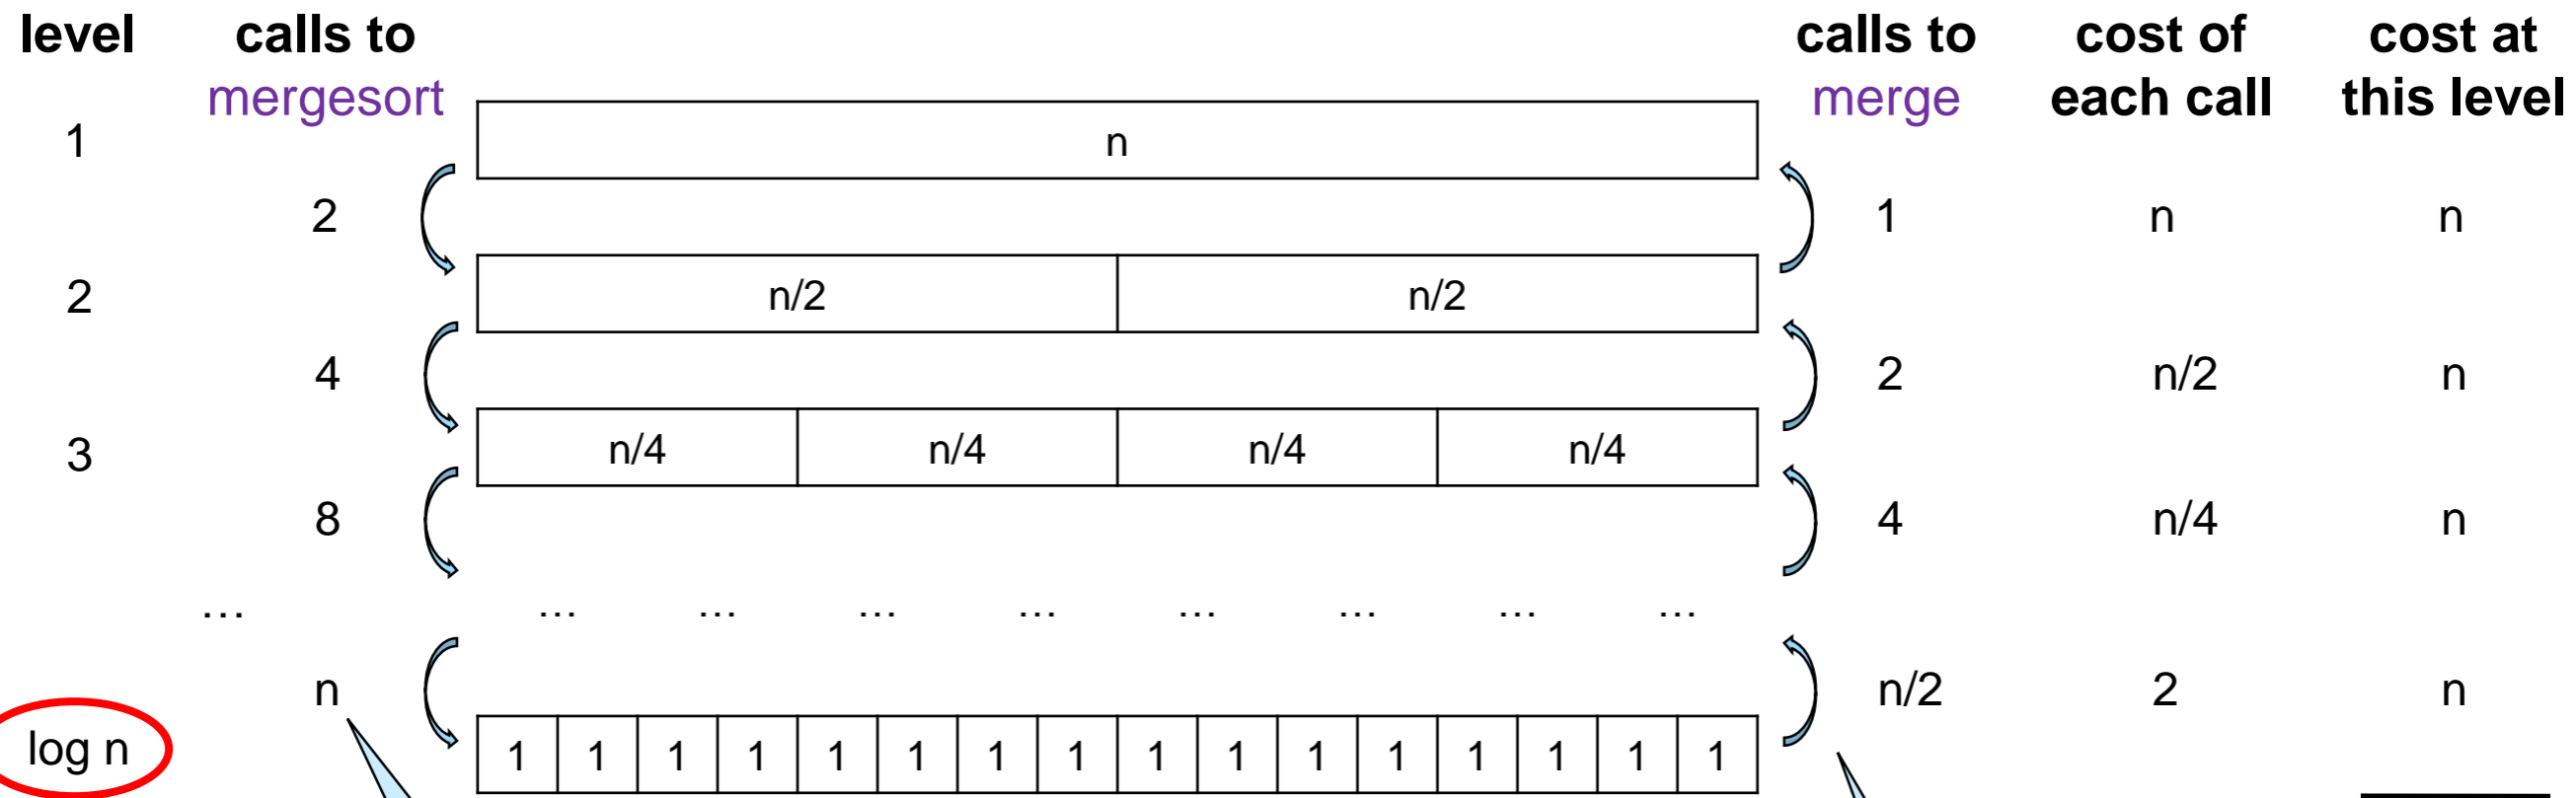 level calls to calls to cost of cost at
mergesort merge each call this level
1 n
2 1 n n
2 n/2 n/2
4 2 n/2 n
3 n/4 n/4 n/4 n/4
8 4 n/4 n
... ... ... ... ... ... ... ... ...
n n/2 2 n
log n 1 1 1 1 1 1 1 1 1 1 1 1 1 1 1 1